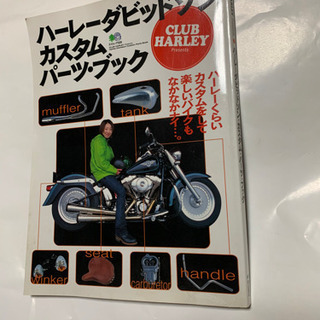 ハーレーダビッドソン
カスタム
パーツ・ブック
CLUB
HARLEY
Presents
ハーレーぐらい
カスタムをして
楽しいバイクも
なかなかナイ…。
muffler
tank
winker
seat
carburetor
handle